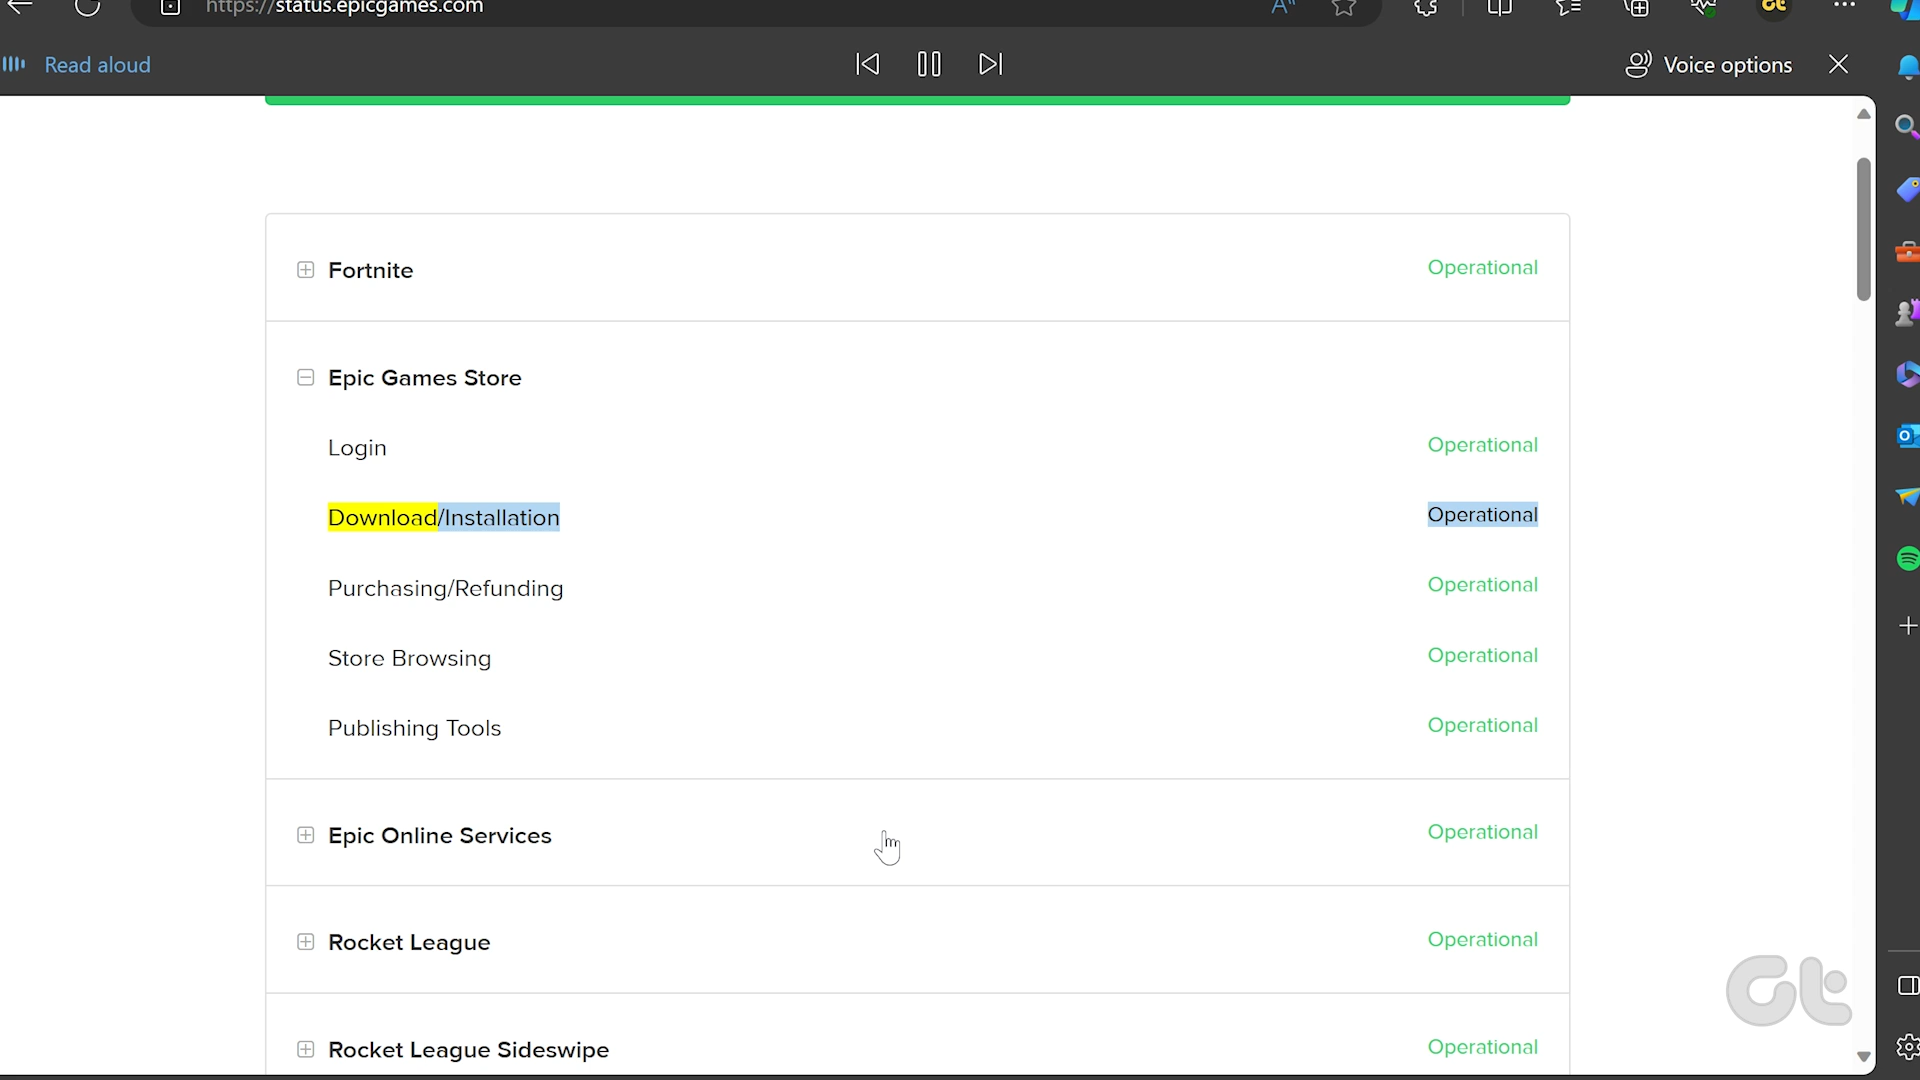 https://status.epicgames.com
Read aloud
Voice options
Fortnite Operational
Epic Games Store
Login Operational
Download/Installation Operational
Purchasing/Refunding Operational
Store Browsing Operational
Publishing Tools Operational
Epic Online Services Operational
Rocket League Operational
Rocket League Sideswipe Operational
Gt